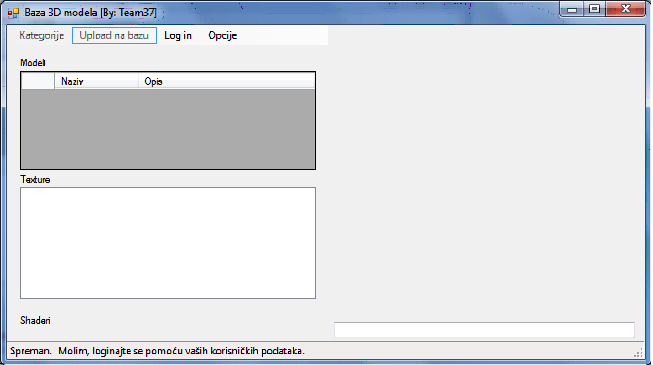 Baza 3D modela [By: Team37]
Kategorije Upload na bazu Log in Opcije
Modeli
Naziv Opis
Texture
Shaderi
Spreman. Molim, loginajte se pomoću vaših korisničkih podataka.